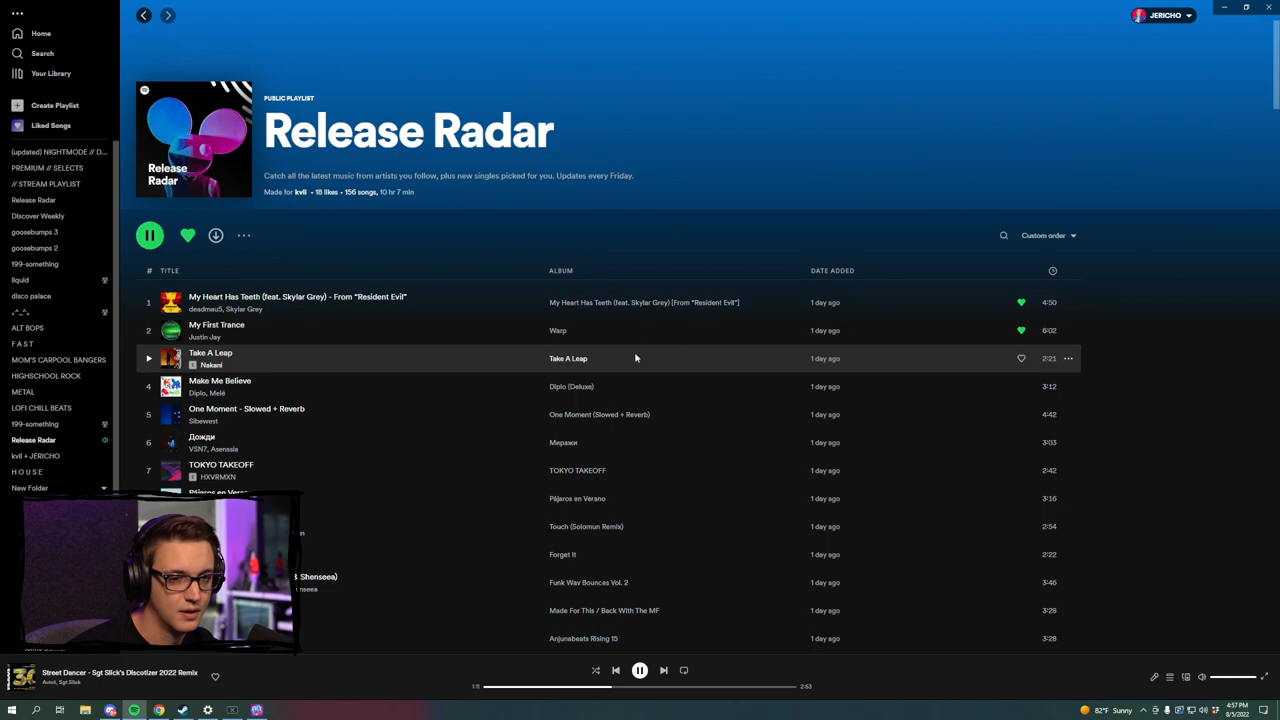 Home
Search
Your Library
Create Playlist
Liked Songs
(updated) NIGHTMODE // D...
PREMIUM // SELECTS
// STREAM PLAYLIST
Release Radar
Discover Weekly
goosebumps 3
goosebumps 2
199-something
liquid
disco palace
^_^
ALT BOPS
F A S T
MOM'S CARPOOL BANGERS
HIGHSCHOOL ROCK
METAL
LOFI CHILL BEATS
199-something
Release Radar
kvll + JERICHO
H O U S E
New Folder
JERICHO
Release
Radar
PUBLIC PLAYLIST
Release Radar
Catch all the latest music from artists you follow, plus new singles picked for you. Updates every Friday.
Made for kvll • 18 likes • 156 songs, 10 hr 7 min
Custom order
# TITLE ALBUM DATE ADDED
1 My Heart Has Teeth (feat. Skylar Grey) - From "Resident Evil" My Heart Has Teeth (feat. Skylar Grey) [From "Resident Evil"] 1 day ago 4:50
deadmau5, Skylar Grey
2 My First Trance Warp 1 day ago 6:02
Justin Jay
Take A Leap Take A Leap 1 day ago 2:21
E Nakani
4 Make Me Believe Diplo (Deluxe) 1 day ago 3:12
Diplo, Melé
5 One Moment - Slowed + Reverb One Moment (Slowed + Reverb) 1 day ago 4:42
Sibewest
6 Дожди Миражи 1 day ago 3:03
VSN7, Asenssia
7 TOKYO TAKEOFF TOKYO TAKEOFF 1 day ago 2:42
E HXVRMXN
Pájaros en Verano Pájaros en Verano 1 day ago 3:16
Touch (Solomun Remix) 1 day ago 2:54
Forget It 1 day ago 2:22
& Shenseea) Funk Wav Bounces Vol. 2 1 day ago 3:46
enseea
Made For This / Back With The MF 1 day ago 3:28
Anjunabeats Rising 15 1 day ago 3:28
Street Dancer - Sgt Slick's Discotizer 2022 Remix
Avicii, Sgt Slick
1:11 2:53
82°F Sunny
4:57 PM
8/5/2022